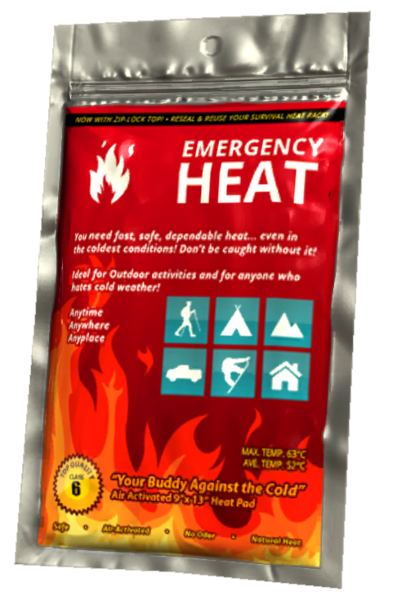 NOW WITH ZIP-LOCK TOP! • RESEAL & REUSE YOUR SURVIVAL HEAT PACK!
EMERGENCY
HEAT
You need fast, safe, dependable heat... even in
the coldest conditions! Don't be caught without it!
Ideal for Outdoor activities and for anyone who
hates cold weather!
Anytime
Anywhere
Anyplace
MAX. TEMP. 63°C
AVE. TEMP. 52°C
TOP QUALITY
6
"Your Buddy Against the Cold"
Air Activated 9"x 13" Heat Pad
Safe • Air Activated • No Odor • Natural Heat